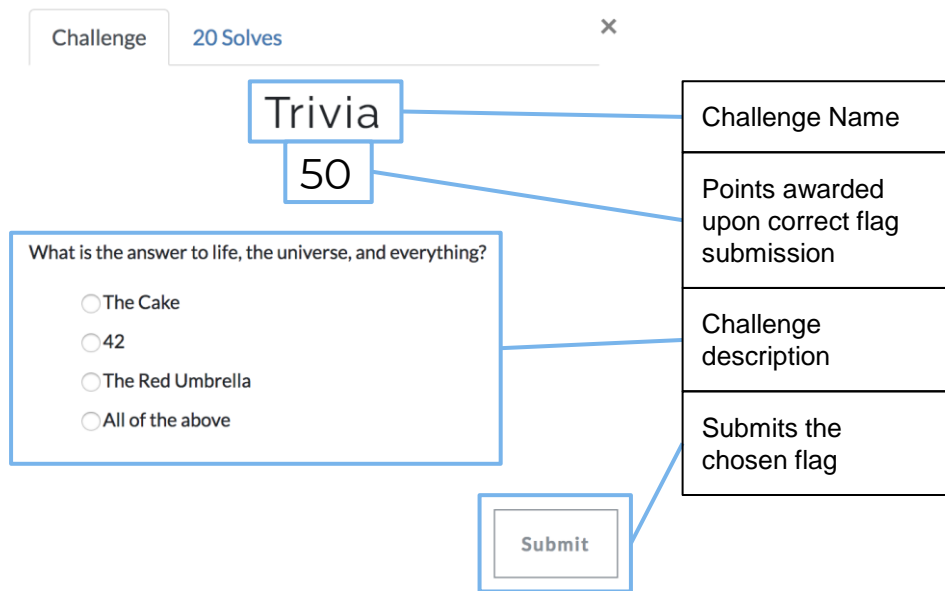 Challenge
20 Solves
×
Trivia
50
What is the answer to life, the universe, and everything?
The Cake
42
The Red Umbrella
All of the above
Submit
Challenge Name
Points awarded
upon correct flag
submission
Challenge
description
Submits the
chosen flag